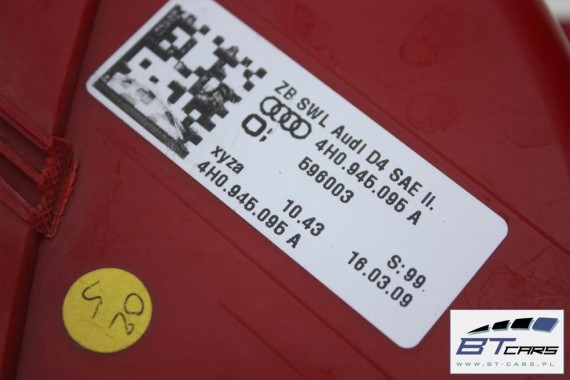 ZB SWL Audi D4 SAE II.
4H0.945.095 A
596003
xyza 10.43 S:99.
4H0.945.095 A 16.03.09
BTCARS
WWW.BT-CARS.PL